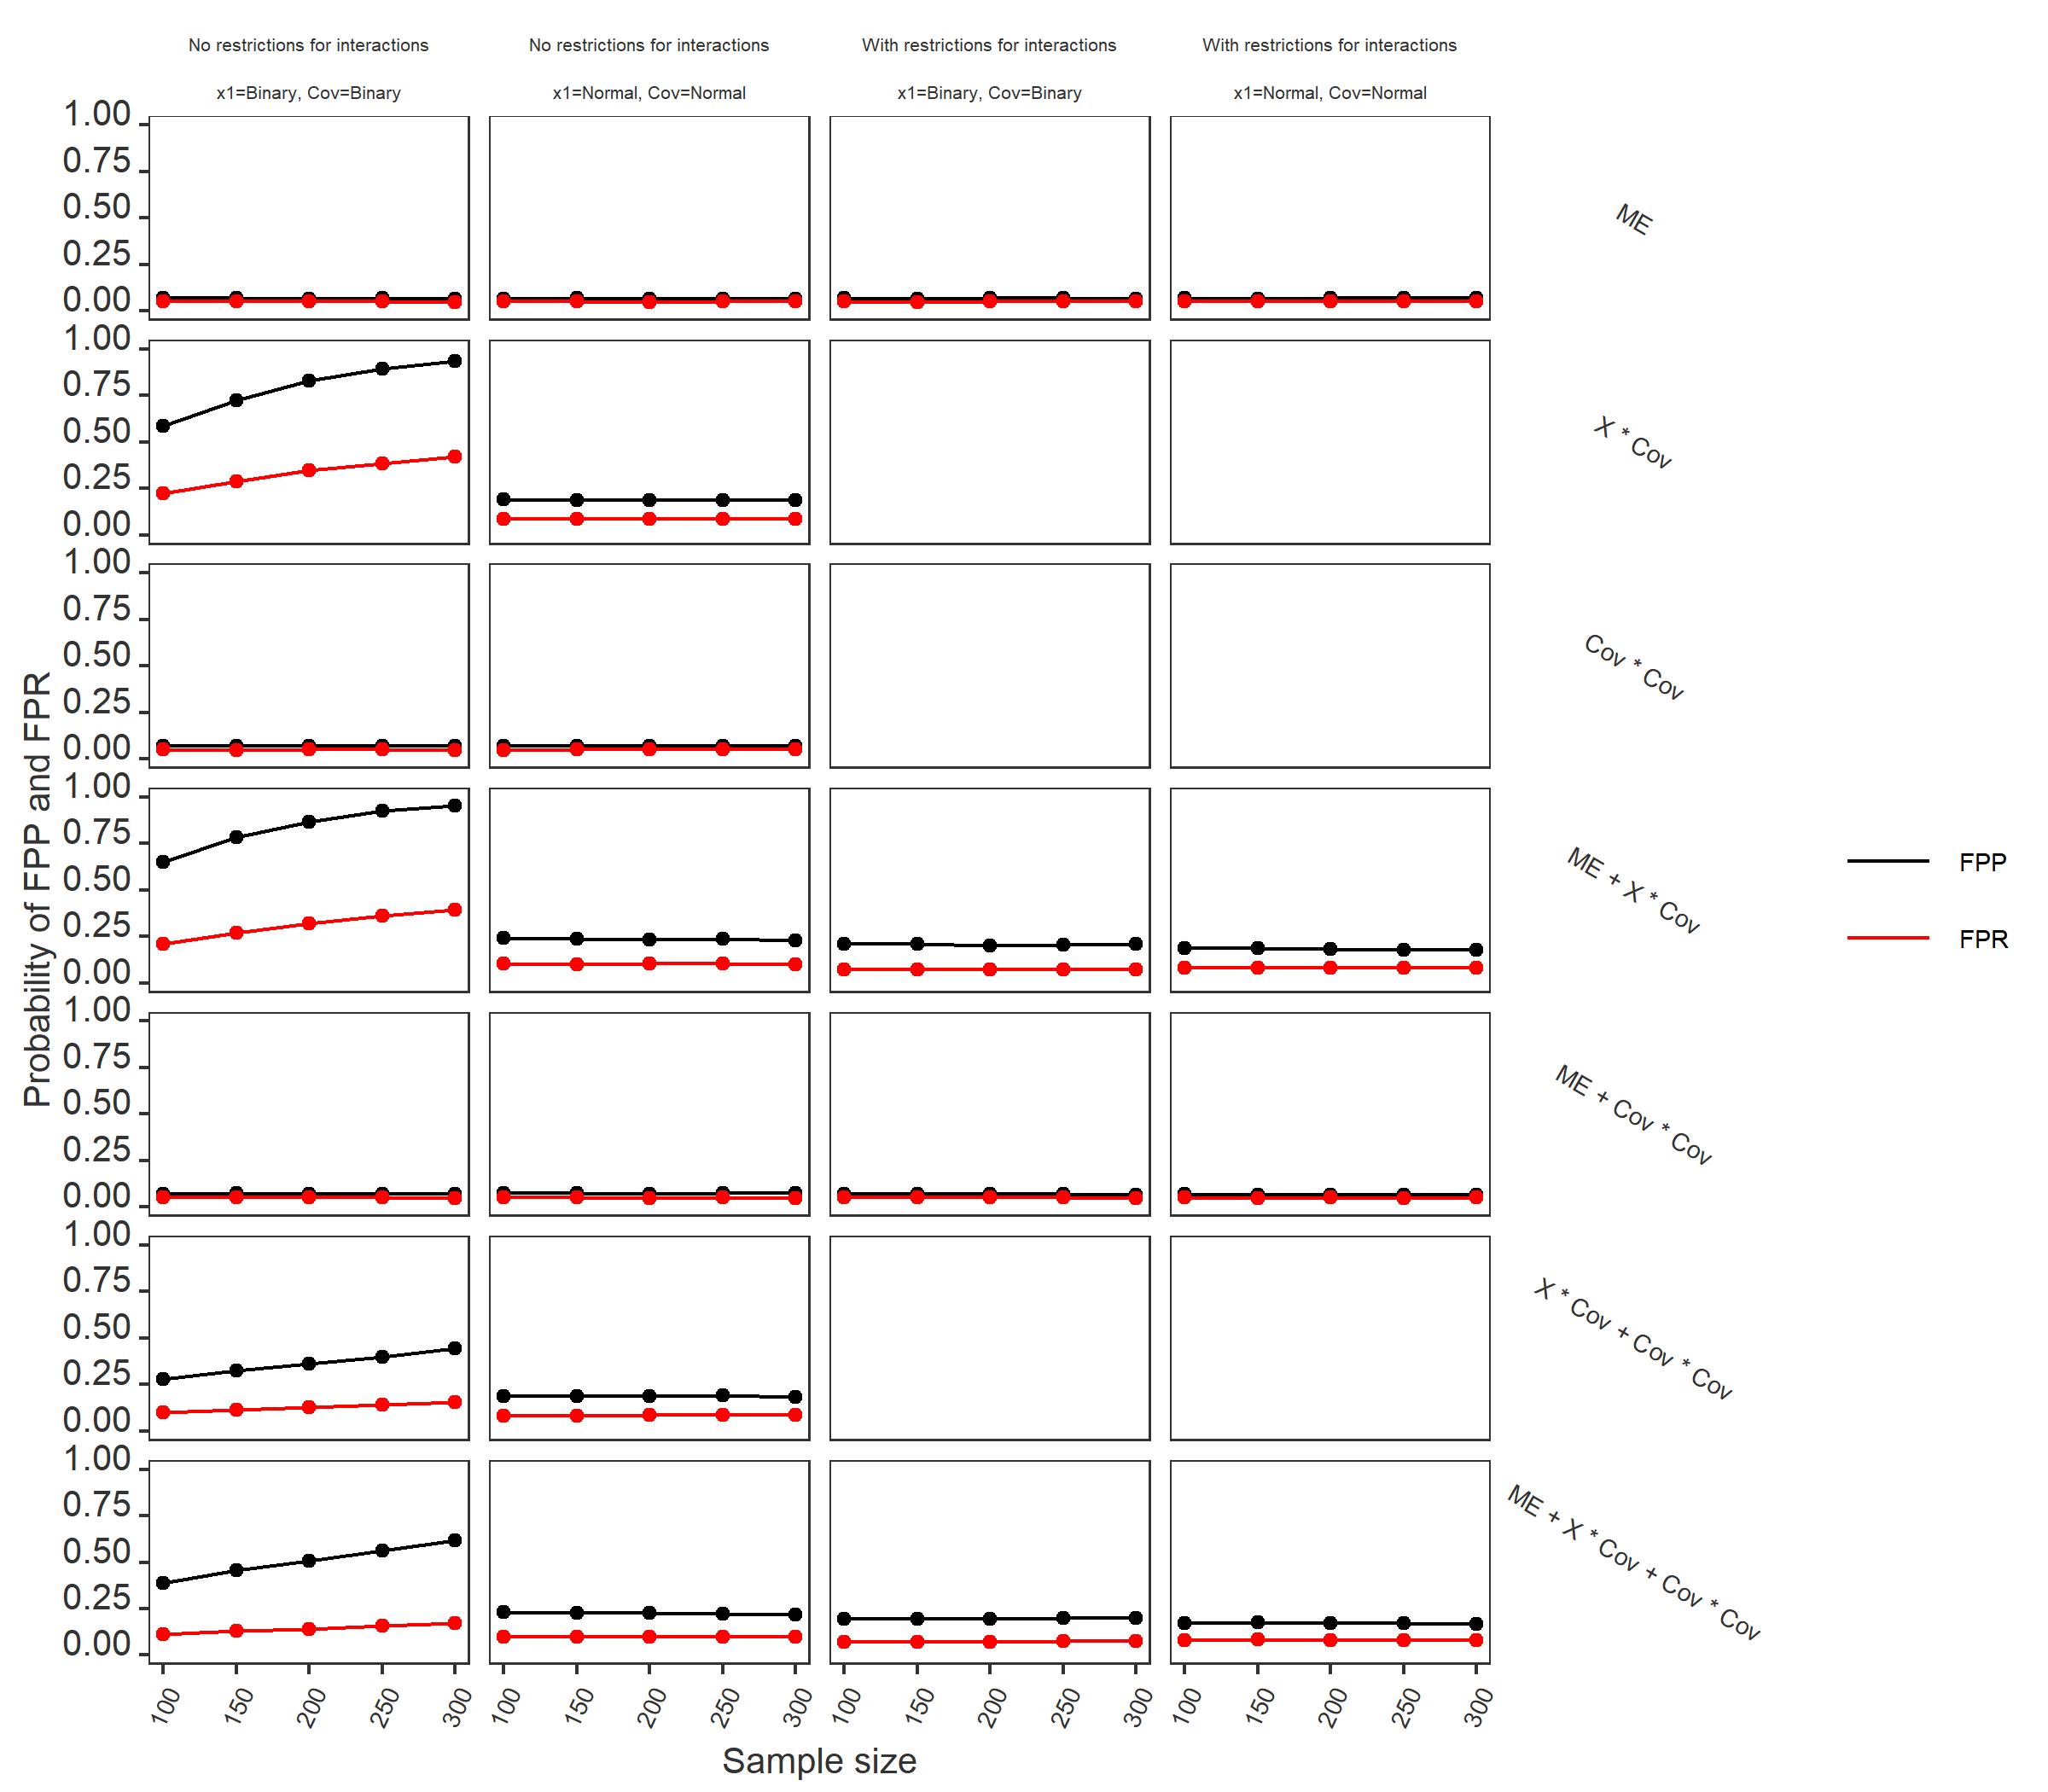 No restrictions for interactions
No restrictions for interactions
With restrictions for interactions
With restrictions for interactions
x1=Binary, Cov=Binary
x1=Normal, Cov=Normal
x1=Binary, Cov=Binary
x1=Normal, Cov=Normal
1.00
0.75
0.50
0.25
0.00
ME
1.00
0.75
0.50
0.25
0.00
X * Cov
1.00
0.75
0.50
0.25
0.00
Cov * Cov
1.00
0.75
0.50
0.25
0.00
ME + X * Cov
1.00
0.75
0.50
0.25
0.00
ME + Cov * Cov
1.00
0.75
0.50
0.25
0.00
X * Cov + Cov * Cov
1.00
0.75
0.50
0.25
0.00
ME + X * Cov + Cov * Cov
Probability of FPP and FPR
FPP
FPR
100 150 200 250 300
100 150 200 250 300
100 150 200 250 300
100 150 200 250 300
Sample size